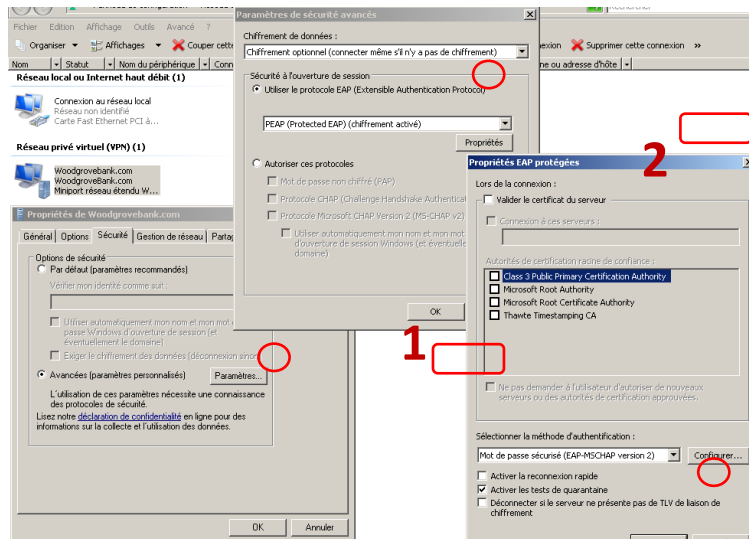 Paramètres de sécurité avancés
Fichier Edition Affichage Outils Avancé ?
Organiser Affichages Couper cette
exion Supprimer cette connexion »
Nom Statut Nom du périphérique Conn
ne ou adresse d'hôte
Réseau local ou Internet haut débit (1)
Connexion au réseau local
Réseau non identifié
Carte Fast Ethernet PCI à...
Réseau privé virtuel (VPN) (1)
Woodgrovebank.com
WoodgroveBank.com
Miniport réseau étendu W...
Chiffrement de données :
Chiffrement optionnel (connecter même s'il n'y a pas de chiffrement)
Sécurité à l'ouverture de session
Utiliser le protocole EAP (Extensible Authentication Protocol)
PEAP (Protected EAP) (chiffrement activé)
Propriétés
Autoriser ces protocoles
Mot de passe non chiffré (PAP)
Protocole CHAP (Challenge Handshake Authenticat
Protocole Microsoft CHAP Version 2 (MS-CHAP v2)
Utiliser automatiquement mon nom et mon mot
d'ouverture de session Windows (et éventuelle
domaine)
OK
1
Propriétés de Woodgrovebank.com
Général Options Sécurité Gestion de réseau Partag
Options de sécurité
Par défaut (paramètres recommandés)
Vérifier mon identité comme suit :
Utiliser automatiquement mon nom et mon mot
passe Windows d'ouverture de session (et
éventuellement le domaine)
Exiger le chiffrement des données (déconnexion sinon
Avancées (paramètres personnalisés) Paramètres...
L'utilisation de ces paramètres nécessite une connaissance
des protocoles de sécurité.
Lisez notre déclaration de confidentialité en ligne pour des
informations sur la collecte et l'utilisation des données.
OK Annuler
2
Propriétés EAP protégées
Lors de la connexion :
Valider le certificat du serveur
Connexion à ces serveurs :
Autorités de certification racine de confiance :
Class 3 Public Primary Certification Authority
Microsoft Root Authority
Microsoft Root Certificate Authority
Thawte Timestamping CA
Ne pas demander à l'utilisateur d'autoriser de nouveaux
serveurs ou des autorités de certification approuvées.
Sélectionner la méthode d'authentification :
Mot de passe sécurisé (EAP-MSCHAP version 2) Configurer...
Activer la reconnexion rapide
Activer les tests de quarantaine
Déconnecter si le serveur ne présente pas de TLV de liaison de
chiffrement